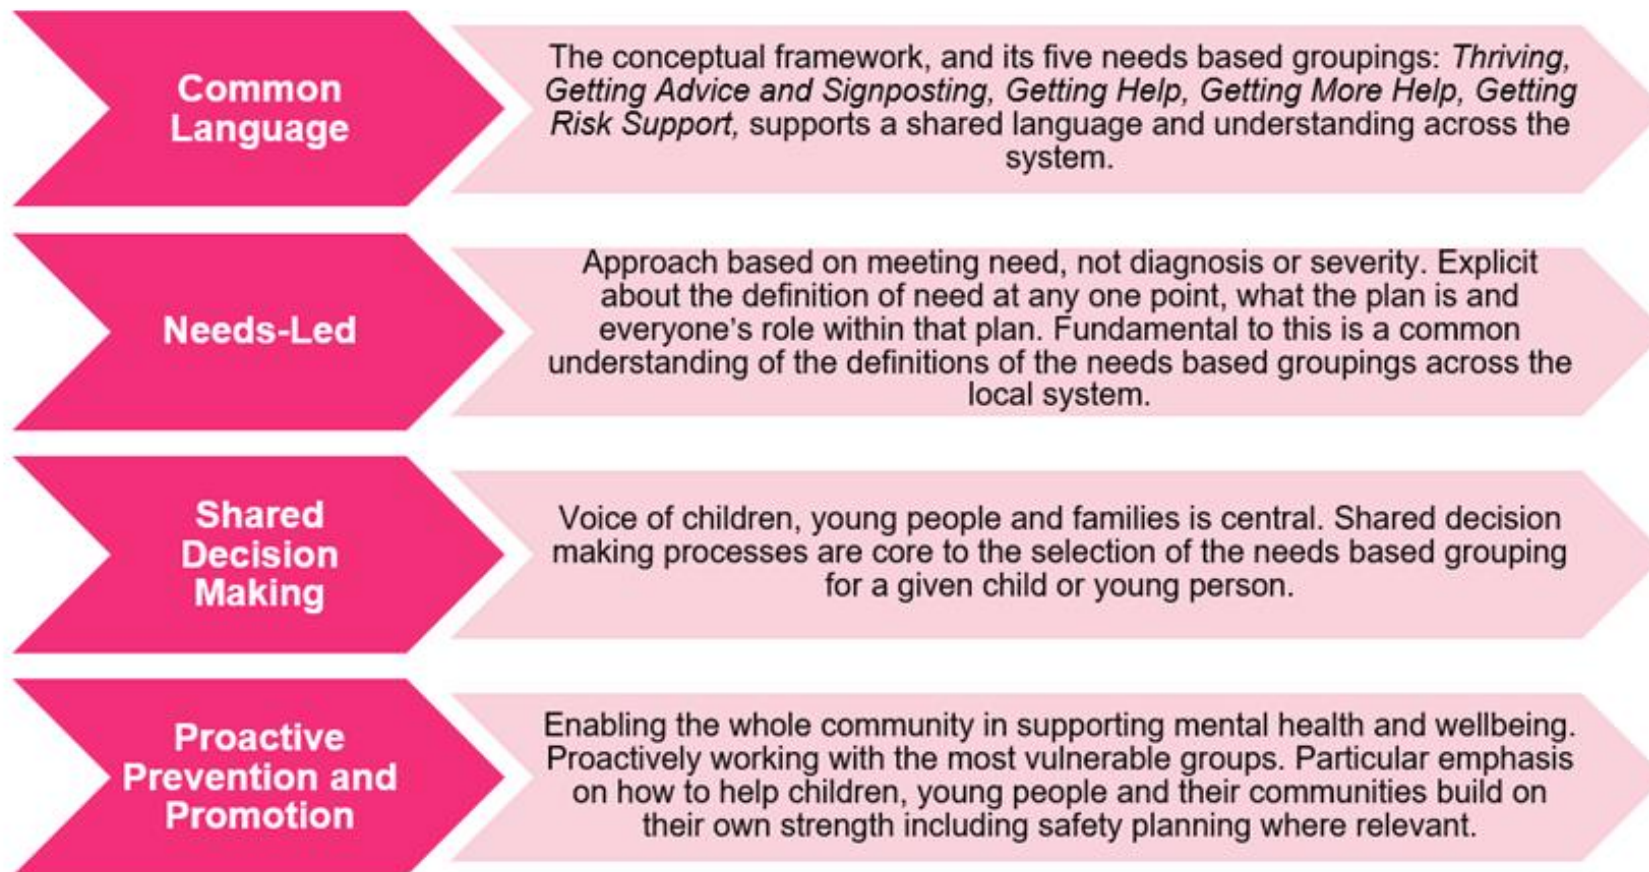 Common
Language
The conceptual framework, and its five needs based groupings: Thriving,
Getting Advice and Signposting, Getting Help, Getting More Help, Getting
Risk Support, supports a shared language and understanding across the
system.
Needs-Led
Approach based on meeting need, not diagnosis or severity. Explicit
about the definition of need at any one point, what the plan is and
everyone’s role within that plan. Fundamental to this is a common
understanding of the definitions of the needs based groupings across the
local system.
Shared
Decision
Making
Voice of children, young people and families is central. Shared decision
making processes are core to the selection of the needs based grouping
for a given child or young person.
Proactive
Prevention and
Promotion
Enabling the whole community in supporting mental health and wellbeing.
Proactively working with the most vulnerable groups. Particular emphasis
on how to help children, young people and their communities build on
their own strength including safety planning where relevant.